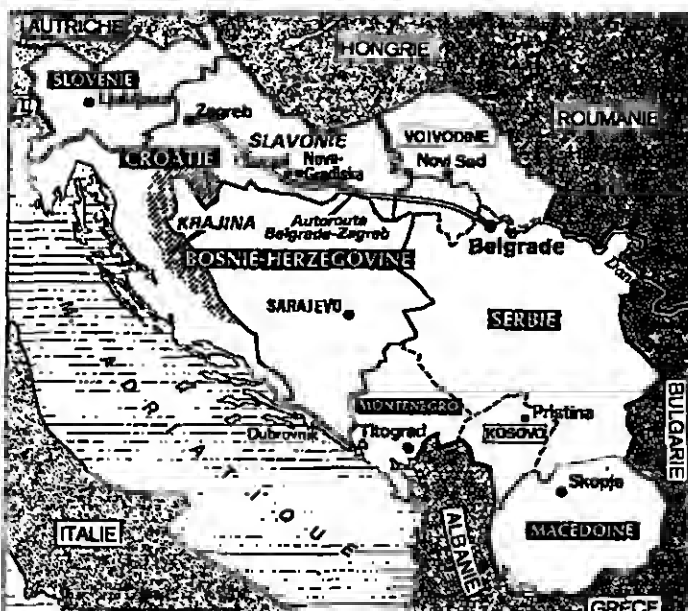 AUTRICHE
HONGRIE
SLOVENIE
Ljubljana
Zagreb
ROUMANIE
SLAVONIE
VOIVODINE
Nova-
Gradiska
Novi Sad
CROATIE
KRAJINA
Autoroute
Belgrade-Zagreb
Belgrade
BOSNIE-HERZEGOVINE
SARAJEVO
SERBIE
M. ADRIATIQUE
MONTENEGRO
Pristina
KOSOVO
BULGARIE
Dubrovnik
Titograd
Skopje
ITALIE
ALBANIE
MACEDOINE
GRECE